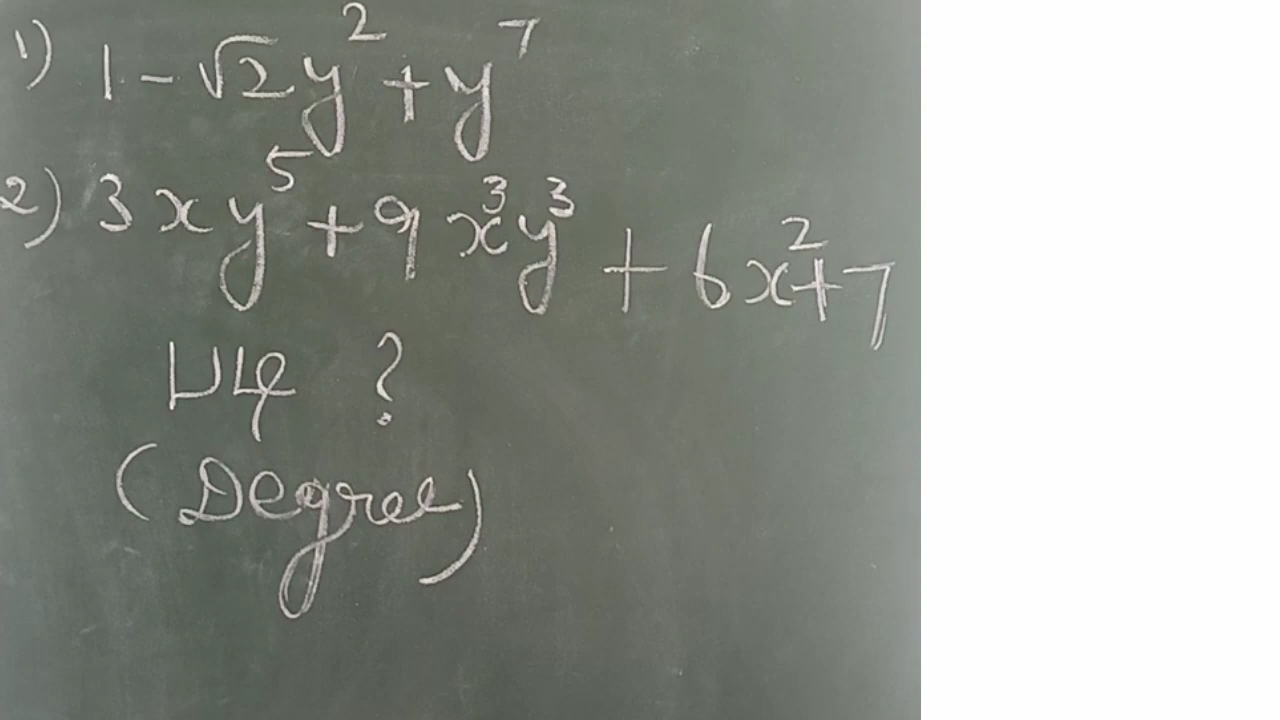 1) 1 - √2 y² + y⁷
2) 3xy⁵ + 9x³y³ + 6x² + 7
படி ?
(Degree)